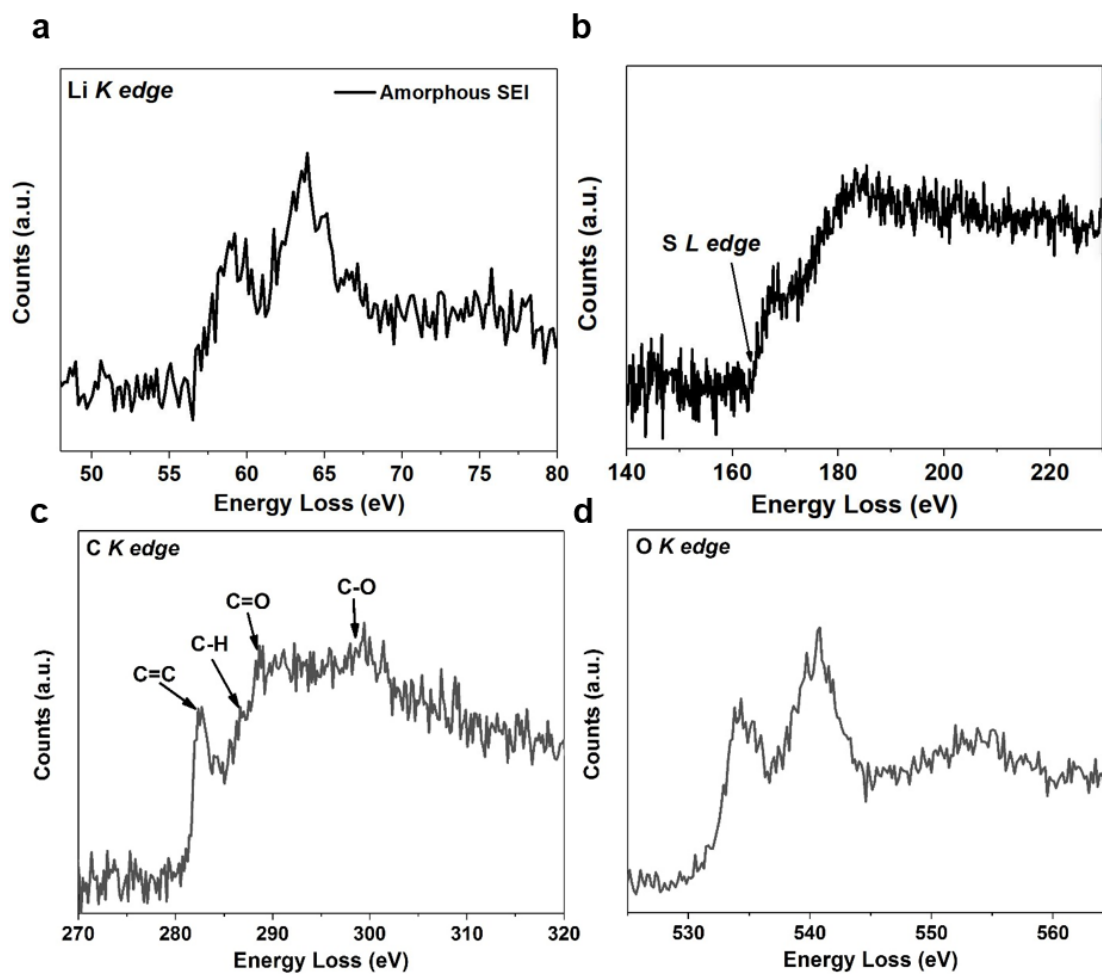 a
Li K edge
Amorphous SEI
Counts (a.u.)
50 55 60 65 70 75 80
Energy Loss (eV)
b
S L edge
Counts (a.u.)
140 160 180 200 220
Energy Loss (eV)
c
C K edge
C=C
C-H
C=O
C-O
Counts (a.u.)
270 280 290 300 310 320
Energy Loss (eV)
d
O K edge
Counts (a.u.)
530 540 550 560
Energy Loss (eV)